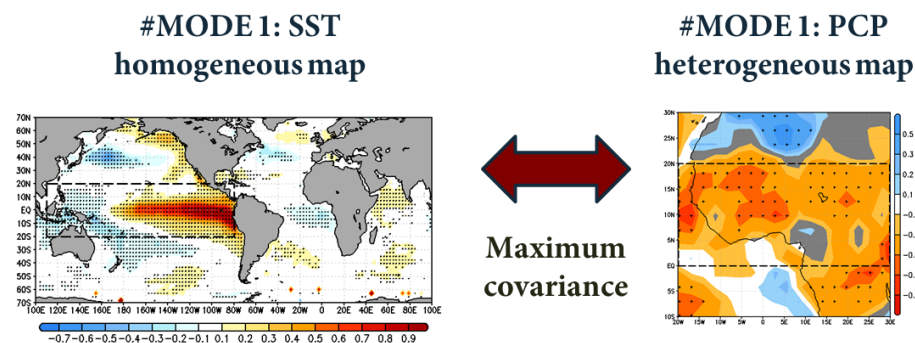 #MODE 1: SST
homogeneous map
#MODE 1: PCP
heterogeneous map
Maximum
covariance
70N
60N
50N
40N
30N
20N
10N
EQ
10S
20S
30S
40S
50S
60S
70S
100E 120E 140E 160E 180 160W 140W 120W 100W 80W 60W 40W 20W 0 20E 40E 60E 80E 100E
-0.7 -0.6 -0.5 -0.4 -0.3 -0.2 -0.1 0.1 0.2 0.3 0.4 0.5 0.6 0.7 0.8 0.9
30N
25N
20N
15N
10N
5N
EQ
5S
10S
20W 15W 10W 5W 0 5E 10E 15E 20E 25E 30E
0.5
0.3
0.2